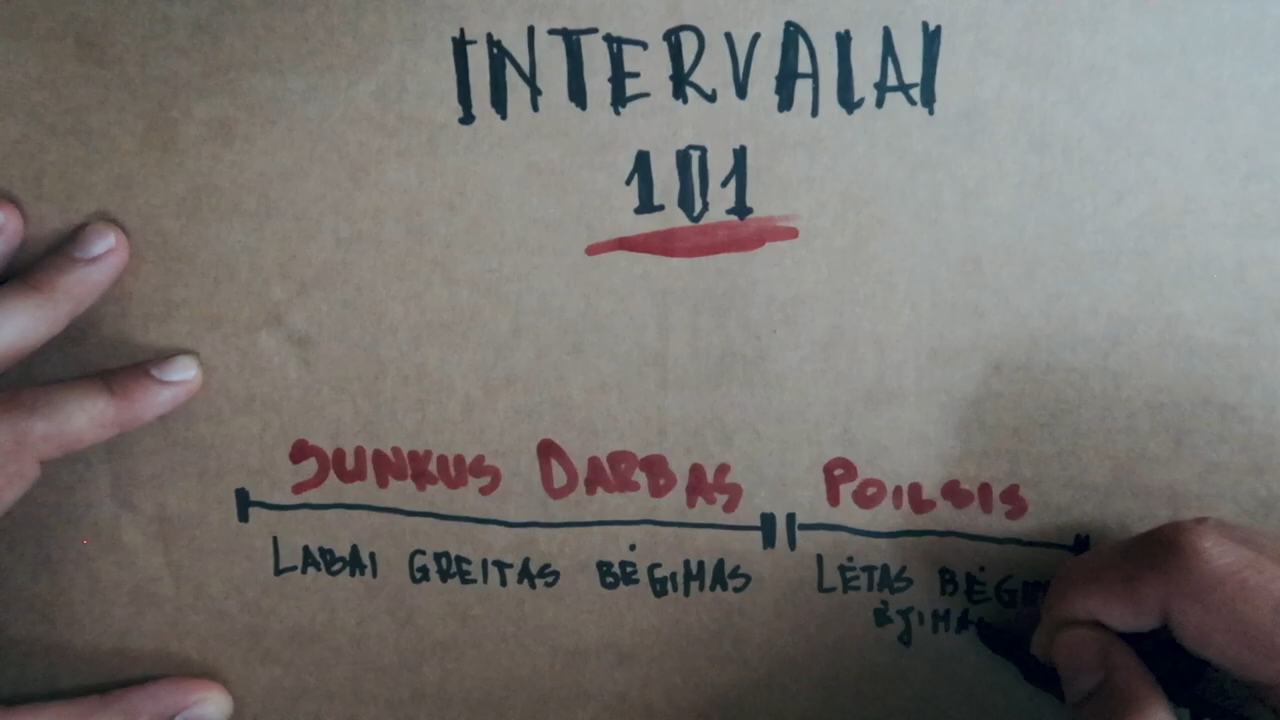 INTERVALAI
101
SUNKUS DARBAS POILSIS
LABAI GREITAS BĖGIMAS LĖTAS